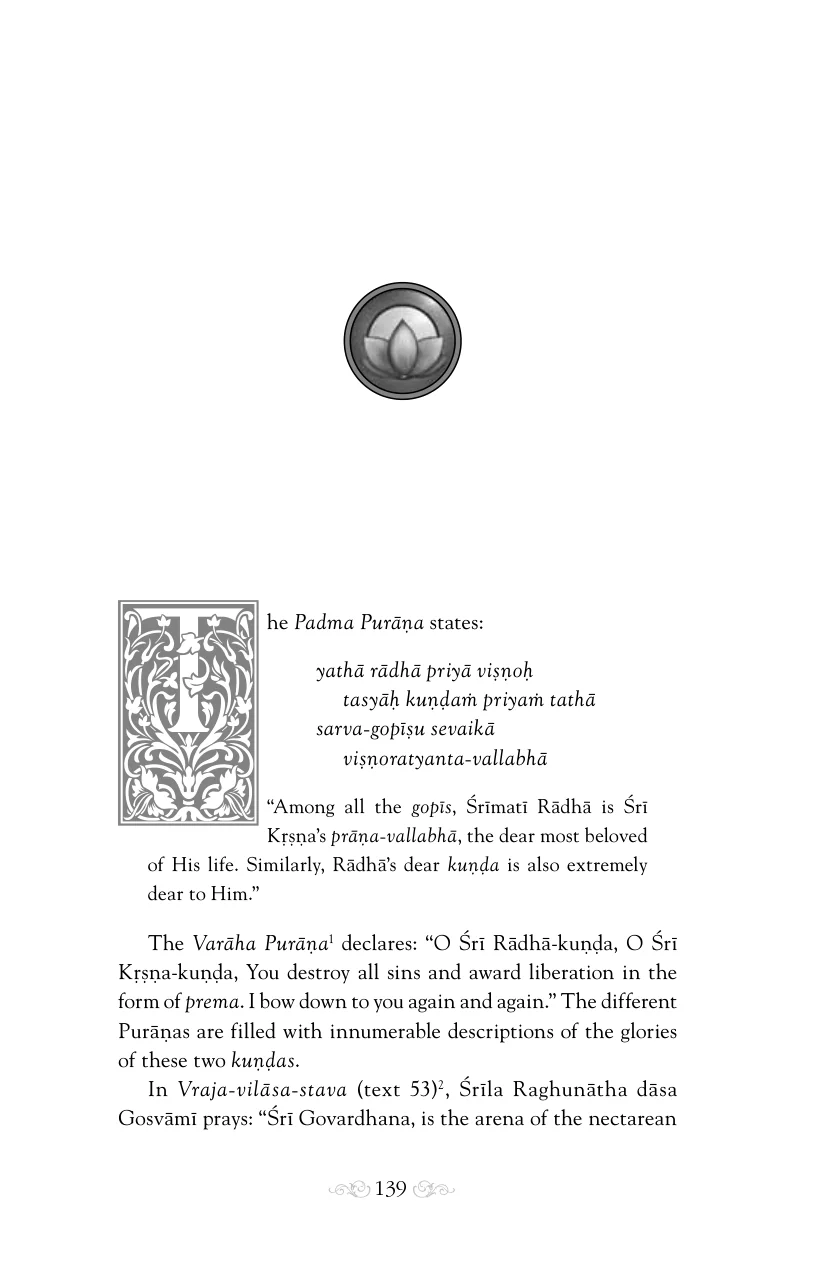 The Padma Purāṇa states:
yathā rādhā priyā viṣṇoḥ
tasyāḥ kuṇḍaṁ priyaṁ tathā
sarva-gopīṣu sevaikā
viṣṇoratyanta-vallabhā
“Among all the gopīs, Śrīmatī Rādhā is Śrī
Kṛṣṇa’s prāṇa-vallabhā, the dear most beloved
of His life. Similarly, Rādhā’s dear kuṇḍa is also extremely
dear to Him.”
The Varāha Purāṇa¹ declares: “O Śrī Rādhā-kuṇḍa, O Śrī
Kṛṣṇa-kuṇḍa, You destroy all sins and award liberation in the
form of prema. I bow down to you again and again.” The different
Purāṇas are filled with innumerable descriptions of the glories
of these two kuṇḍas.
In Vraja-vilāsa-stava (text 53)², Śrīla Raghunātha dāsa
Gosvāmī prays: “Śrī Govardhana, is the arena of the nectarean
139